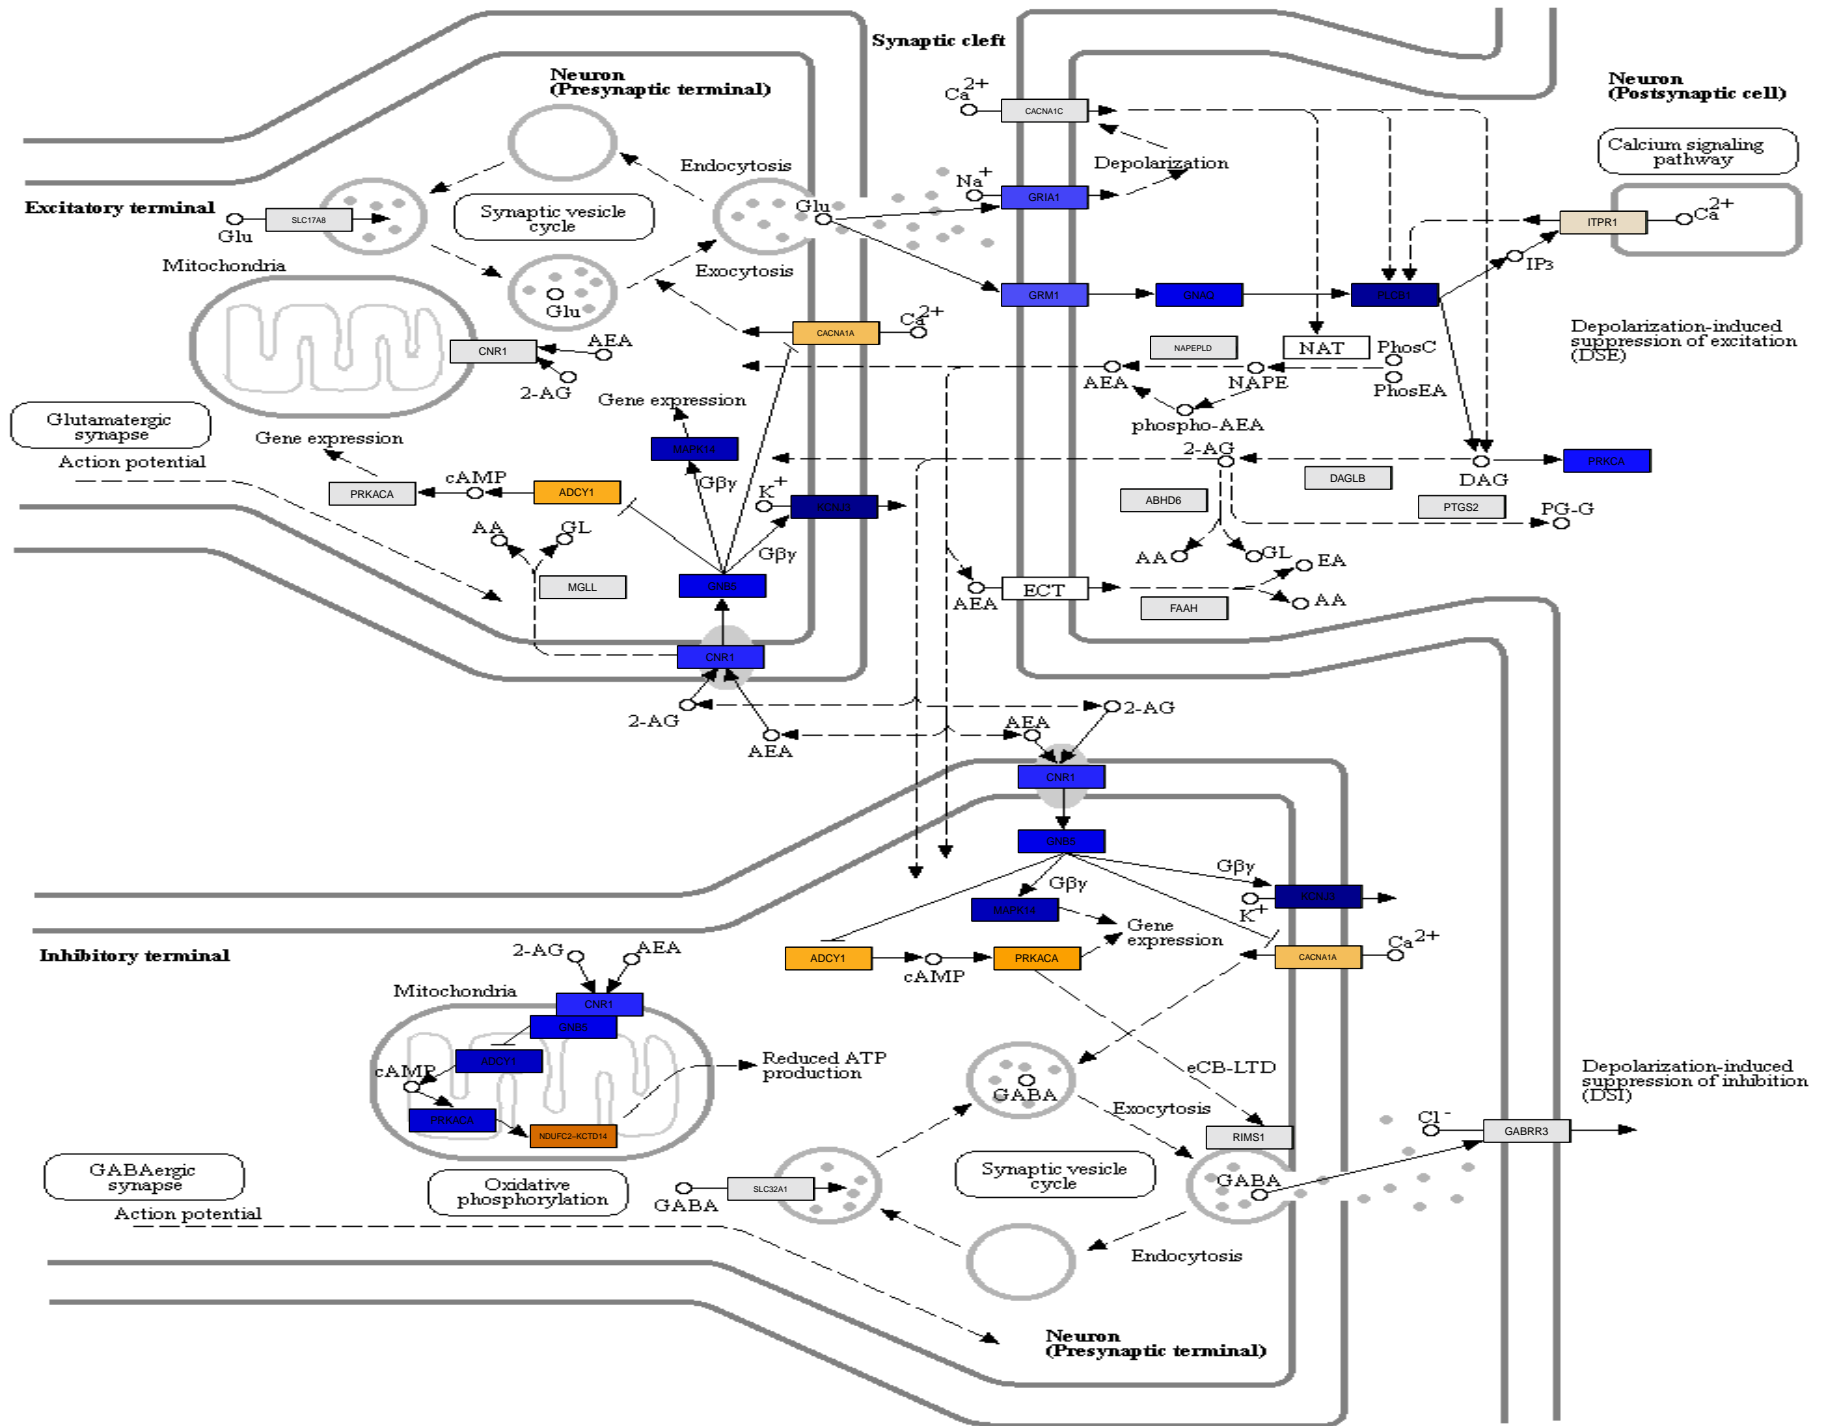 Synaptic cleft
Neuron
(Presynaptic terminal)
Neuron
(Postsynaptic cell)
Ca2+
CACNA1C
Calcium signaling
pathway
Endocytosis
Depolarization
Na+
GRIA1
Excitatory terminal
SLC17A8
Glu
Synaptic vesicle
cycle
Glu
ITPR1
Ca2+
Mitochondria
Exocytosis
IP3
Glu
GRM1
GNAQ
PLCB1
CACNA1A
Ca2+
Depolarization-induced
suppression of excitation
(DSE)
CNR1
AEA
2-AG
NAPEPLD
NAT
PhosC
PhosEA
AEA
NAPE
phospho-AEA
Gene expression
Glutamatergic
synapse
Gene expression
MAPK14
Action potential
2-AG
DAG
PRKCA
cAMP
PRKACA
ADCY1
Gβγ
K+
KCNJ3
DAGLB
ABHD6
PTGS2
PG-G
AA
GL
Gβγ
AA
GL
EA
MGLL
GNB5
AEA
ECT
FAAH
AA
CNR1
2-AG
AEA
AEA
2-AG
CNR1
GNB5
Gβγ
Gβγ
MAPK14
K+
KCNJ3
Gene
expression
Inhibitory terminal
2-AG
AEA
ADCY1
cAMP
PRKACA
CACNA1A
Ca2+
Mitochondria
CNR1
GNB5
ADCY1
cAMP
Reduced ATP
production
eCB-LTD
Depolarization-induced
suppression of inhibition
(DSI)
GABA
Exocytosis
PRKACA
NDUFC2-KCTD14
RIMS1
Cl-
GABRR3
GABAergic
synapse
Oxidative
phosphorylation
GABA
SLC32A1
Synaptic vesicle
cycle
GABA
Action potential
Endocytosis
Neuron
(Presynaptic terminal)